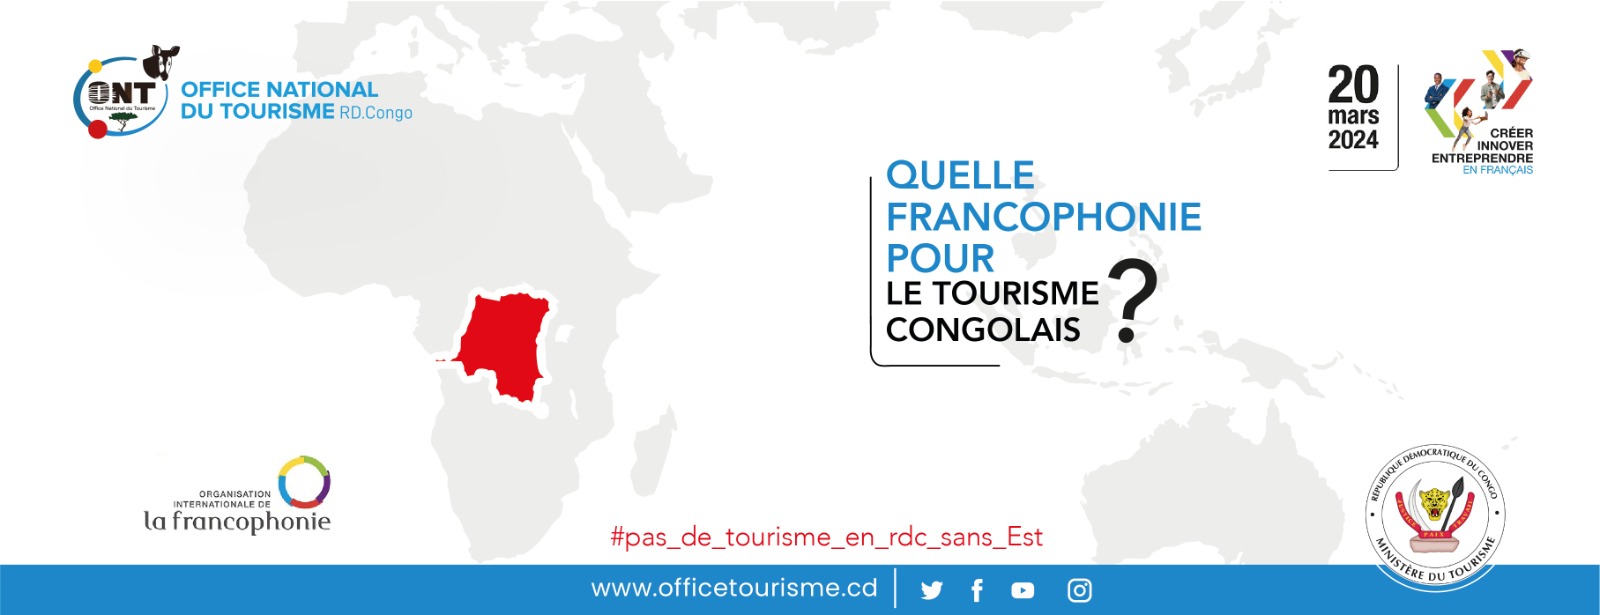 ONT
Office National du Tourisme
OFFICE NATIONAL
DU TOURISME RD.Congo
20
mars
2024
CRÉER
INNOVER
ENTREPRENDRE
EN FRANÇAIS
QUELLE
FRANCOPHONIE
POUR
LE TOURISME
CONGOLAIS ?
ORGANISATION
INTERNATIONALE DE
la francophonie
#pas_de_tourisme_en_rdc_sans_Est
RÉPUBLIQUE DÉMOCRATIQUE DU CONGO
JUSTICE PAIX TRAVAIL
MINISTÈRE DU TOURISME
www.officetourisme.cd